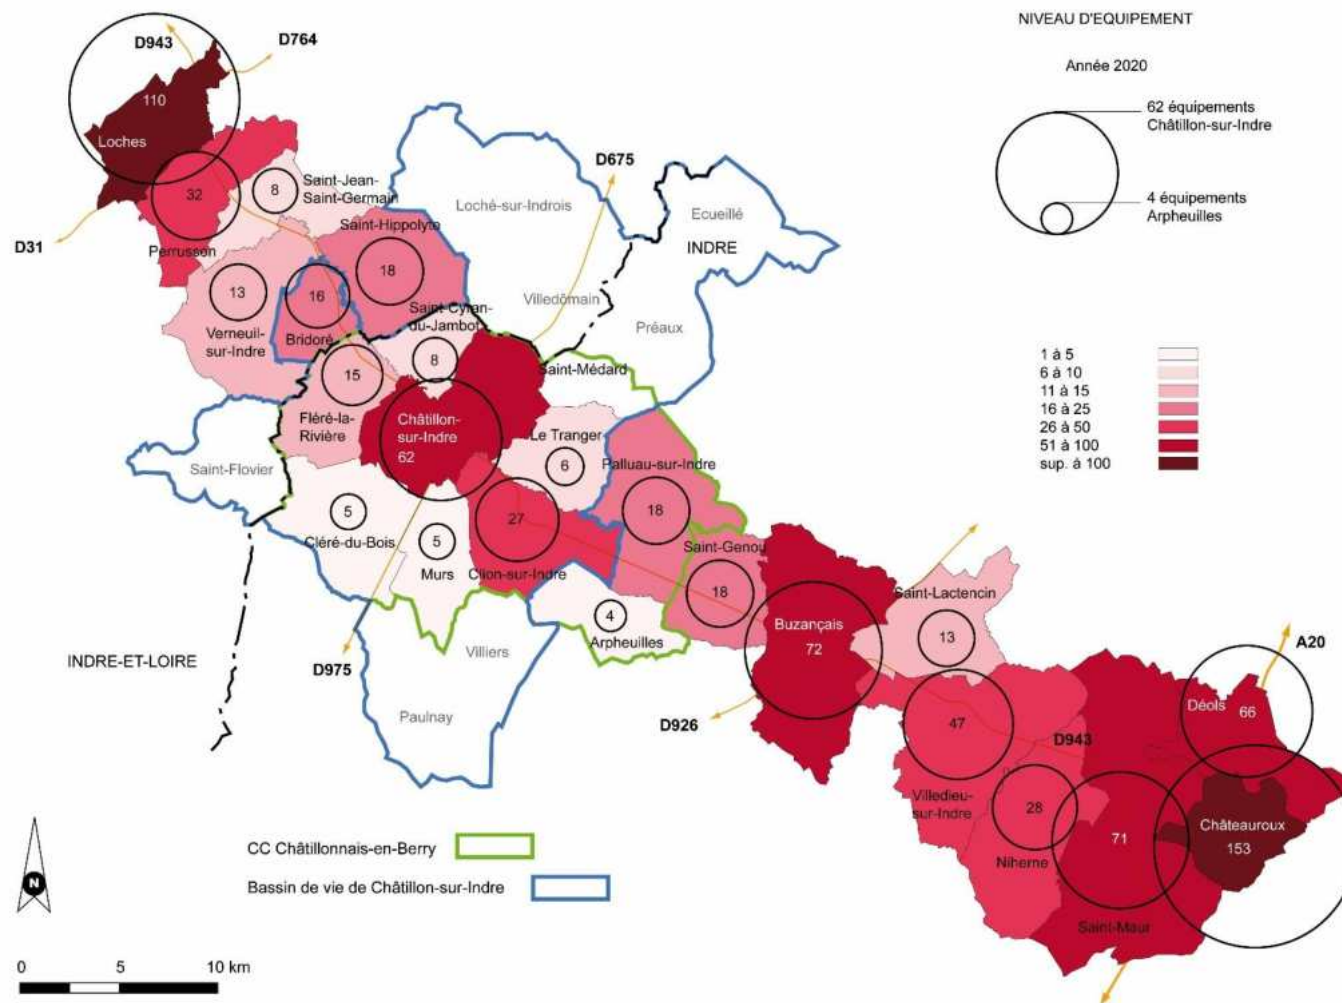 NIVEAU D'EQUIPEMENT
Année 2020
62 équipements
Châtillon-sur-Indre
4 équipements
Arpheuilles
1 à 5
6 à 10
11 à 15
16 à 25
26 à 50
51 à 100
sup. à 100
D943
D764
110
Loches
32
Perrusson
D31
8
Saint-Jean-
Saint-Germain
Saint-Hippolyte
18
13
Verneuil-
sur-Indre
16
Bridoré
Loché-sur-Indrois
D675
Ecueillé
INDRE
Villedômain
Préaux
Saint-Cyran-
du-Jambot
8
15
Fléré-la-
Rivière
Saint-Médard
Châtillon-
sur-Indre
62
Le Tranger
6
Saint-Flovier
Palluau-sur-Indre
18
5
Cléré-du-Bois
5
Murs
27
Clion-sur-Indre
Saint-Genou
18
4
Arpheuilles
Villiers
Paulnay
INDRE-ET-LOIRE
D975
Buzançais
72
D926
Saint-Lactencin
13
47
Villedieu-
sur-Indre
D943
28
Niherne
71
Saint-Maur
Déols
66
A20
Châteauroux
153
CC Châtillonnais-en-Berry
Bassin de vie de Châtillon-sur-Indre
N
0 5 10 km